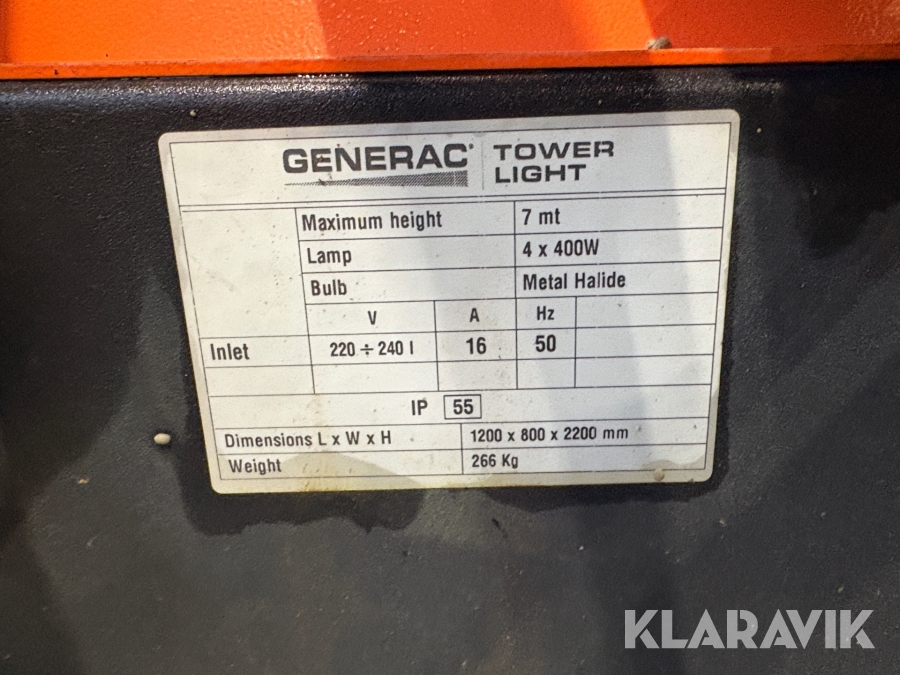 GENERAC TOWER LIGHT
Maximum height 7 mt
Lamp 4 x 400W
Bulb Metal Halide
V A Hz
Inlet 220 ÷ 240 I 16 50
IP 55
Dimensions L x W x H 1200 x 800 x 2200 mm
Weight 266 Kg
KLARAVIK